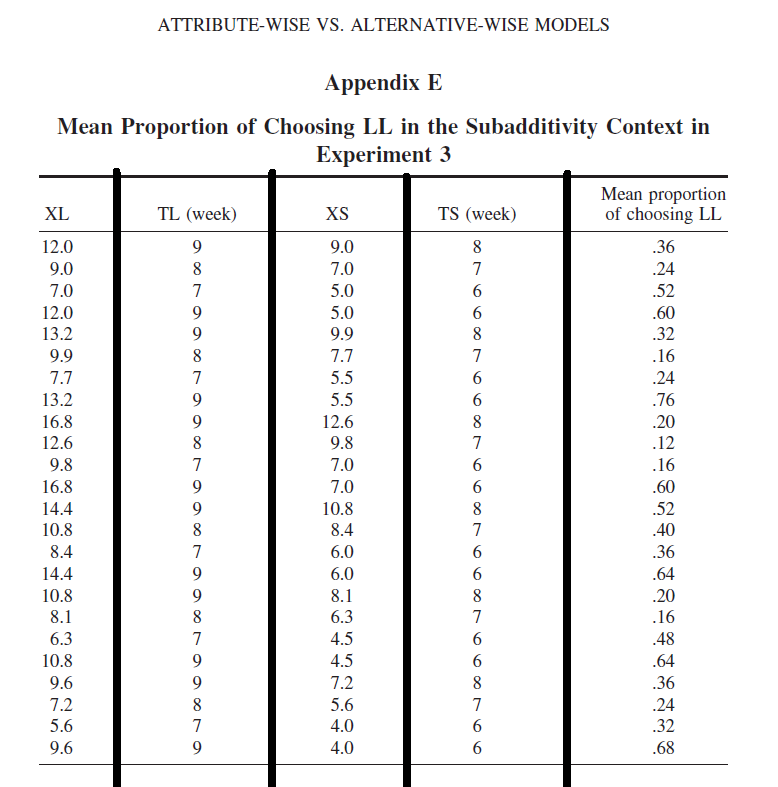 ATTRIBUTE-WISE VS. ALTERNATIVE-WISE MODELS
Appendix E
Mean Proportion of Choosing LL in the Subadditivity Context in
Experiment 3
XL TL (week) XS TS (week) Mean proportion
of choosing LL
12.0 9 9.0 8 .36
9.0 8 7.0 7 .24
7.0 7 5.0 6 .52
12.0 9 5.0 6 .60
13.2 9 9.9 8 .32
9.9 8 7.7 7 .16
7.7 7 5.5 6 .24
13.2 9 5.5 6 .76
16.8 9 12.6 8 .20
12.6 8 9.8 7 .12
9.8 7 7.0 6 .16
16.8 9 7.0 6 .60
14.4 9 10.8 8 .52
10.8 8 8.4 7 .40
8.4 7 6.0 6 .36
14.4 9 6.0 6 .64
10.8 9 8.1 8 .20
8.1 8 6.3 7 .16
6.3 7 4.5 6 .48
10.8 9 4.5 6 .64
9.6 9 7.2 8 .36
7.2 8 5.6 7 .24
5.6 7 4.0 6 .32
9.6 9 4.0 6 .68